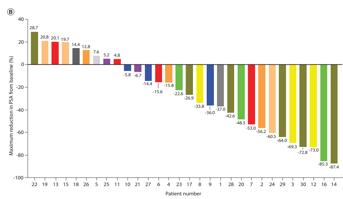 B
Maximum reduction in PSA from baseline (%)
40
20
0
-20
-40
-60
-80
-100
28.7 20.8 20.1 19.7 14.4 12.8 7.6 5.2 4.8 -5.8 -6.7 -14.4 -15.6 -15.8 -22.6 -26.9 -33.8 -36.0 -37.0 -42.6 -48.3 -53.0 -56.2 -60.5 -64.0 -69.3 -72.8 -73.0 -85.3 -87.4
22 19 13 15 18 26 5 25 11 10 21 27 6 4 23 17 8 9 1 28 20 7 2 24 29 3 30 12 16 14
Patient number